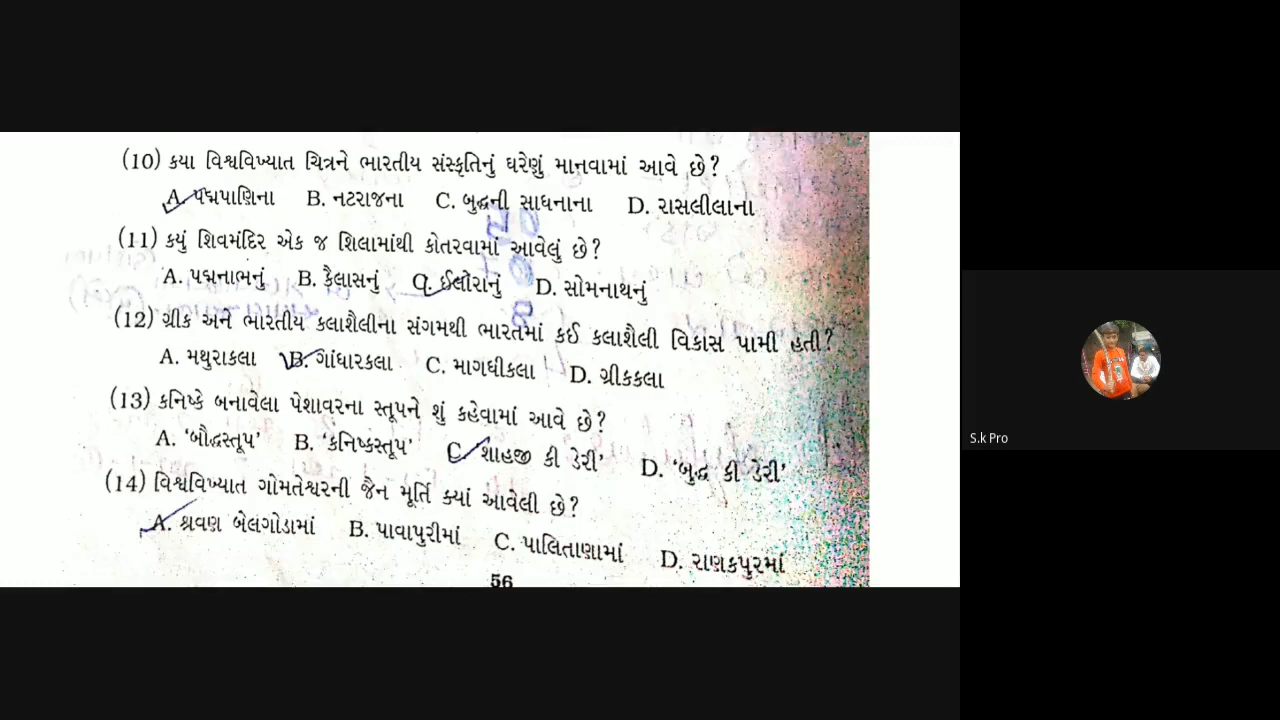 (10) કયા વિશ્વવિખ્યાત ચિત્રને ભારતીય સંસ્કૃતિનું ઘરેણું માનવામાં આવે છે?
A. પદ્મપાણિના B. નટરાજના C. બુદ્ધની સાધનાના D. રાસલીલાના
(11) કયું શિવમંદિર એક જ શિલામાંથી કોતરવામાં આવેલું છે?
A. પદ્મનાભનું B. કૈલાસનું C. ઈલોરાનું D. સોમનાથનું
(12) ગ્રીક અને ભારતીય કલાશૈલીના સંગમથી ભારતમાં કઈ કલાશૈલી વિકાસ પામી હતી?
A. મથુરાકલા B. ગાંધારકલા C. માગધીકલા D. ગ્રીકકલા
(13) કનિષ્કે બનાવેલા પેશાવરના સ્તૂપને શું કહેવામાં આવે છે?
A. 'બૌદ્ધસ્તૂપ' B. 'કનિષ્કસ્તૂપ' C. 'શાહજી કી ડેરી' D. 'બુદ્ધ કી ડેરી'
(14) વિશ્વવિખ્યાત ગોમતેશ્વરની જૈન મૂર્તિ ક્યાં આવેલી છે?
A. શ્રવણ બેલગોડામાં B. પાવાપુરીમાં C. પાલિતાણામાં D. રાણકપુરમાં
56
S.k Pro